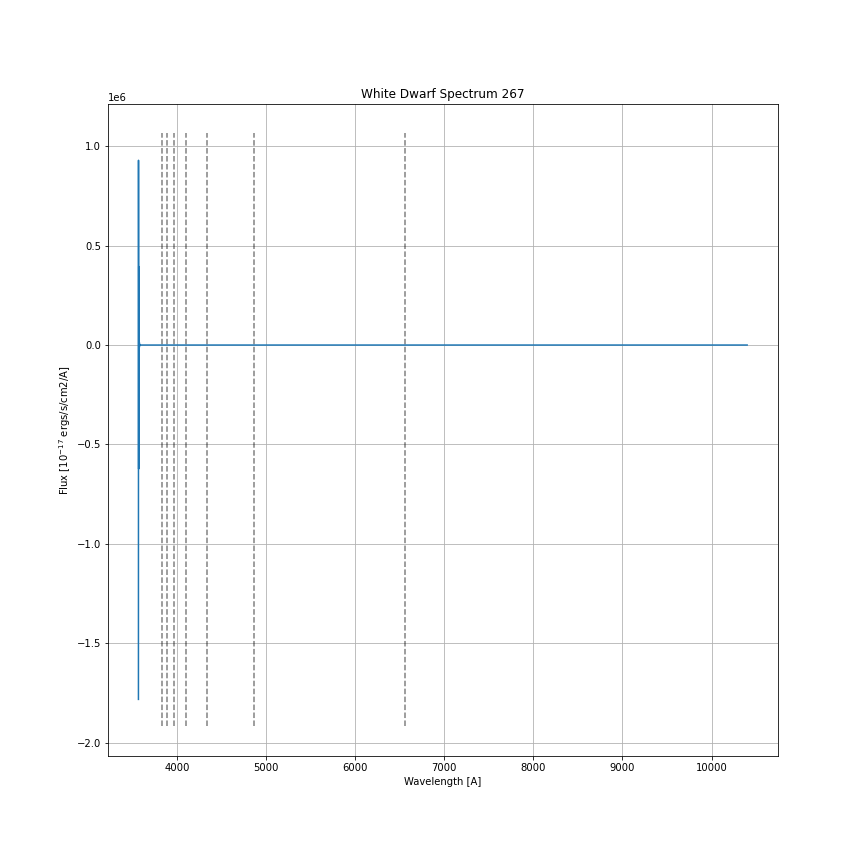 White Dwarf Spectrum 267
1e6
1.0
0.5
0.0
−0.5
−1.0
−1.5
−2.0
Flux [10⁻¹⁷ ergs/s/cm2/A]
4000 5000 6000 7000 8000 9000 10000
Wavelength [A]